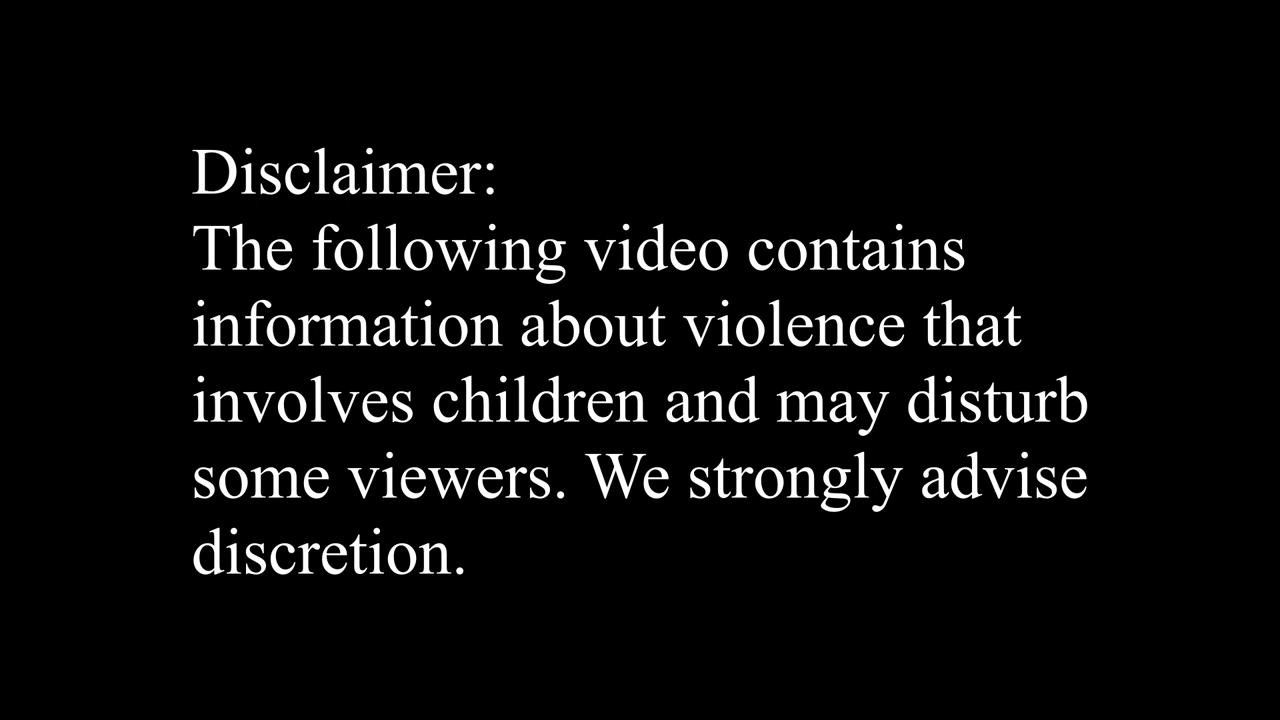 Disclaimer:
The following video contains
information about violence that
involves children and may disturb
some viewers. We strongly advise
discretion.